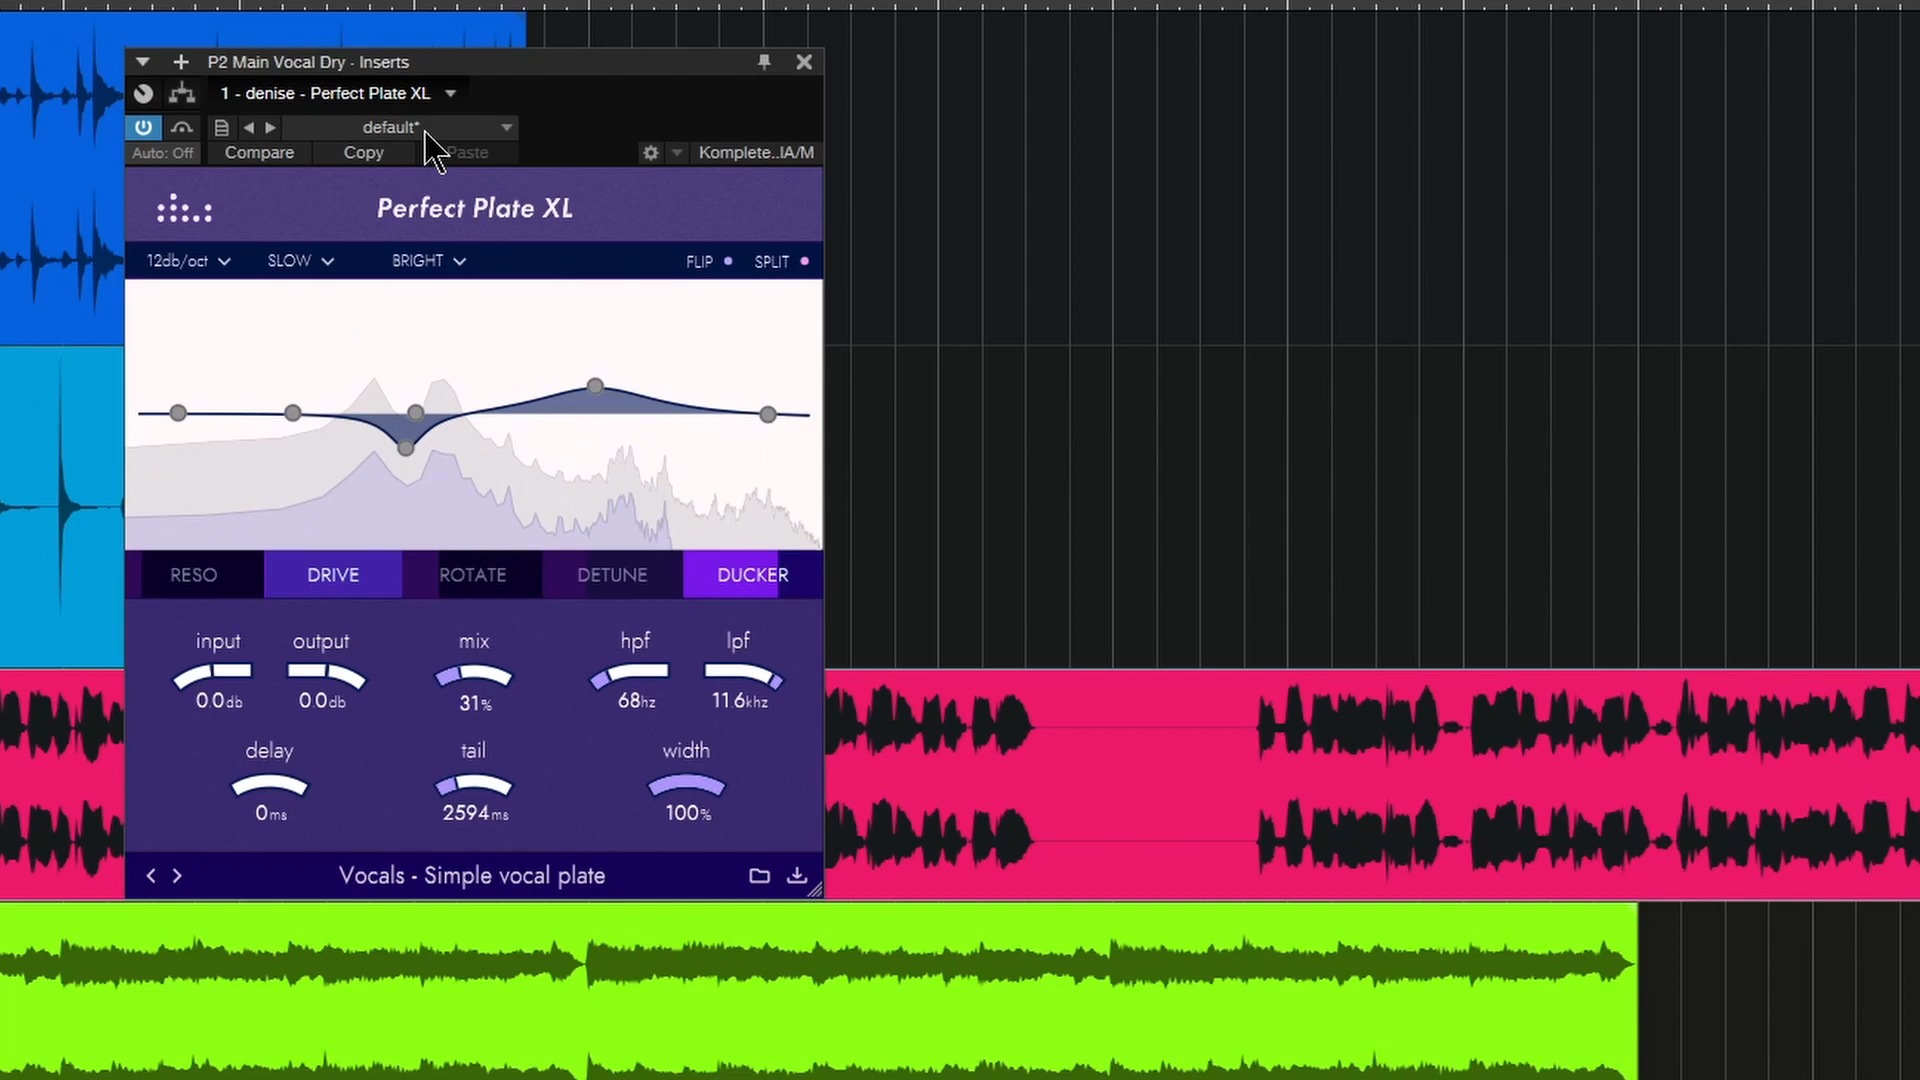 P2 Main Vocal Dry - Inserts
1 - denise - Perfect Plate XL
default*
Auto: Off Compare Copy Paste Komplete..IA/M
Perfect Plate XL
12db/oct SLOW BRIGHT FLIP SPLIT
RESO DRIVE ROTATE DETUNE DUCKER
input output mix hpf lpf
0.0db 0.0db 31% 68hz 11.6khz
delay tail width
0ms 2594ms 100%
Vocals - Simple vocal plate